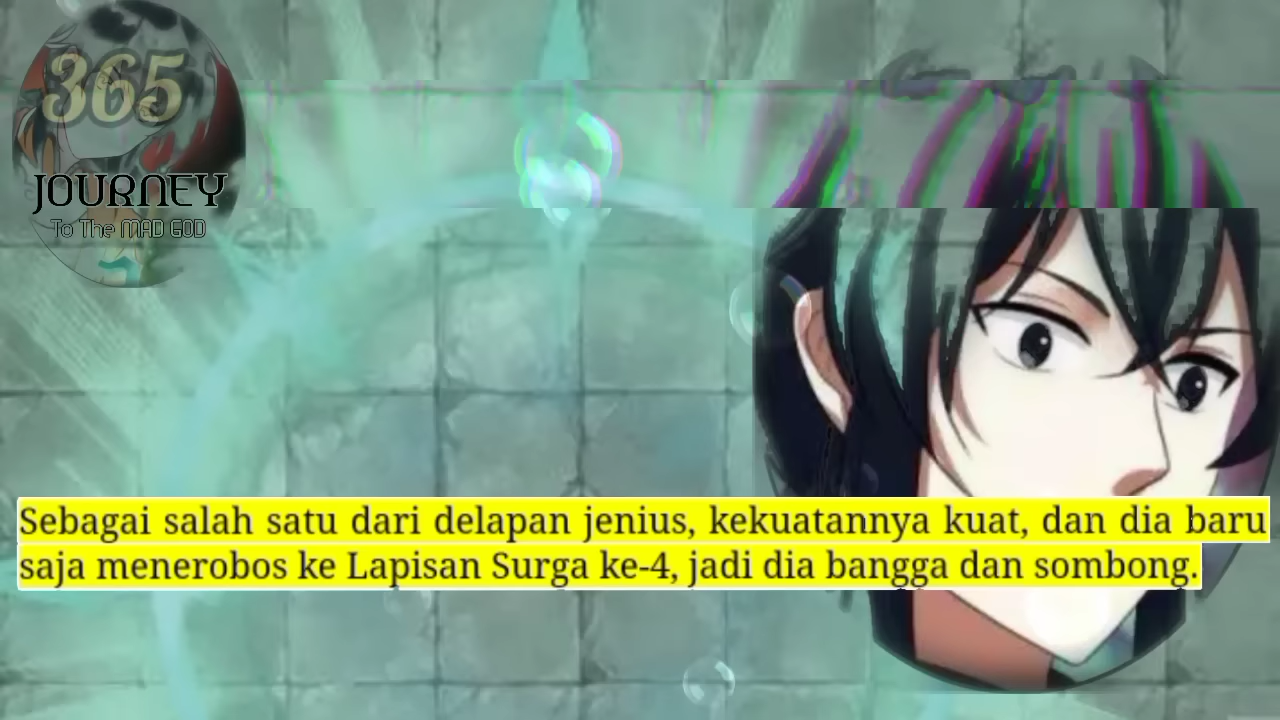 365
JOURNEY
To The MAD GOD
Sebagai salah satu dari delapan jenius, kekuatannya kuat, dan dia baru
saja menerobos ke Lapisan Surga ke-4, jadi dia bangga dan sombong.